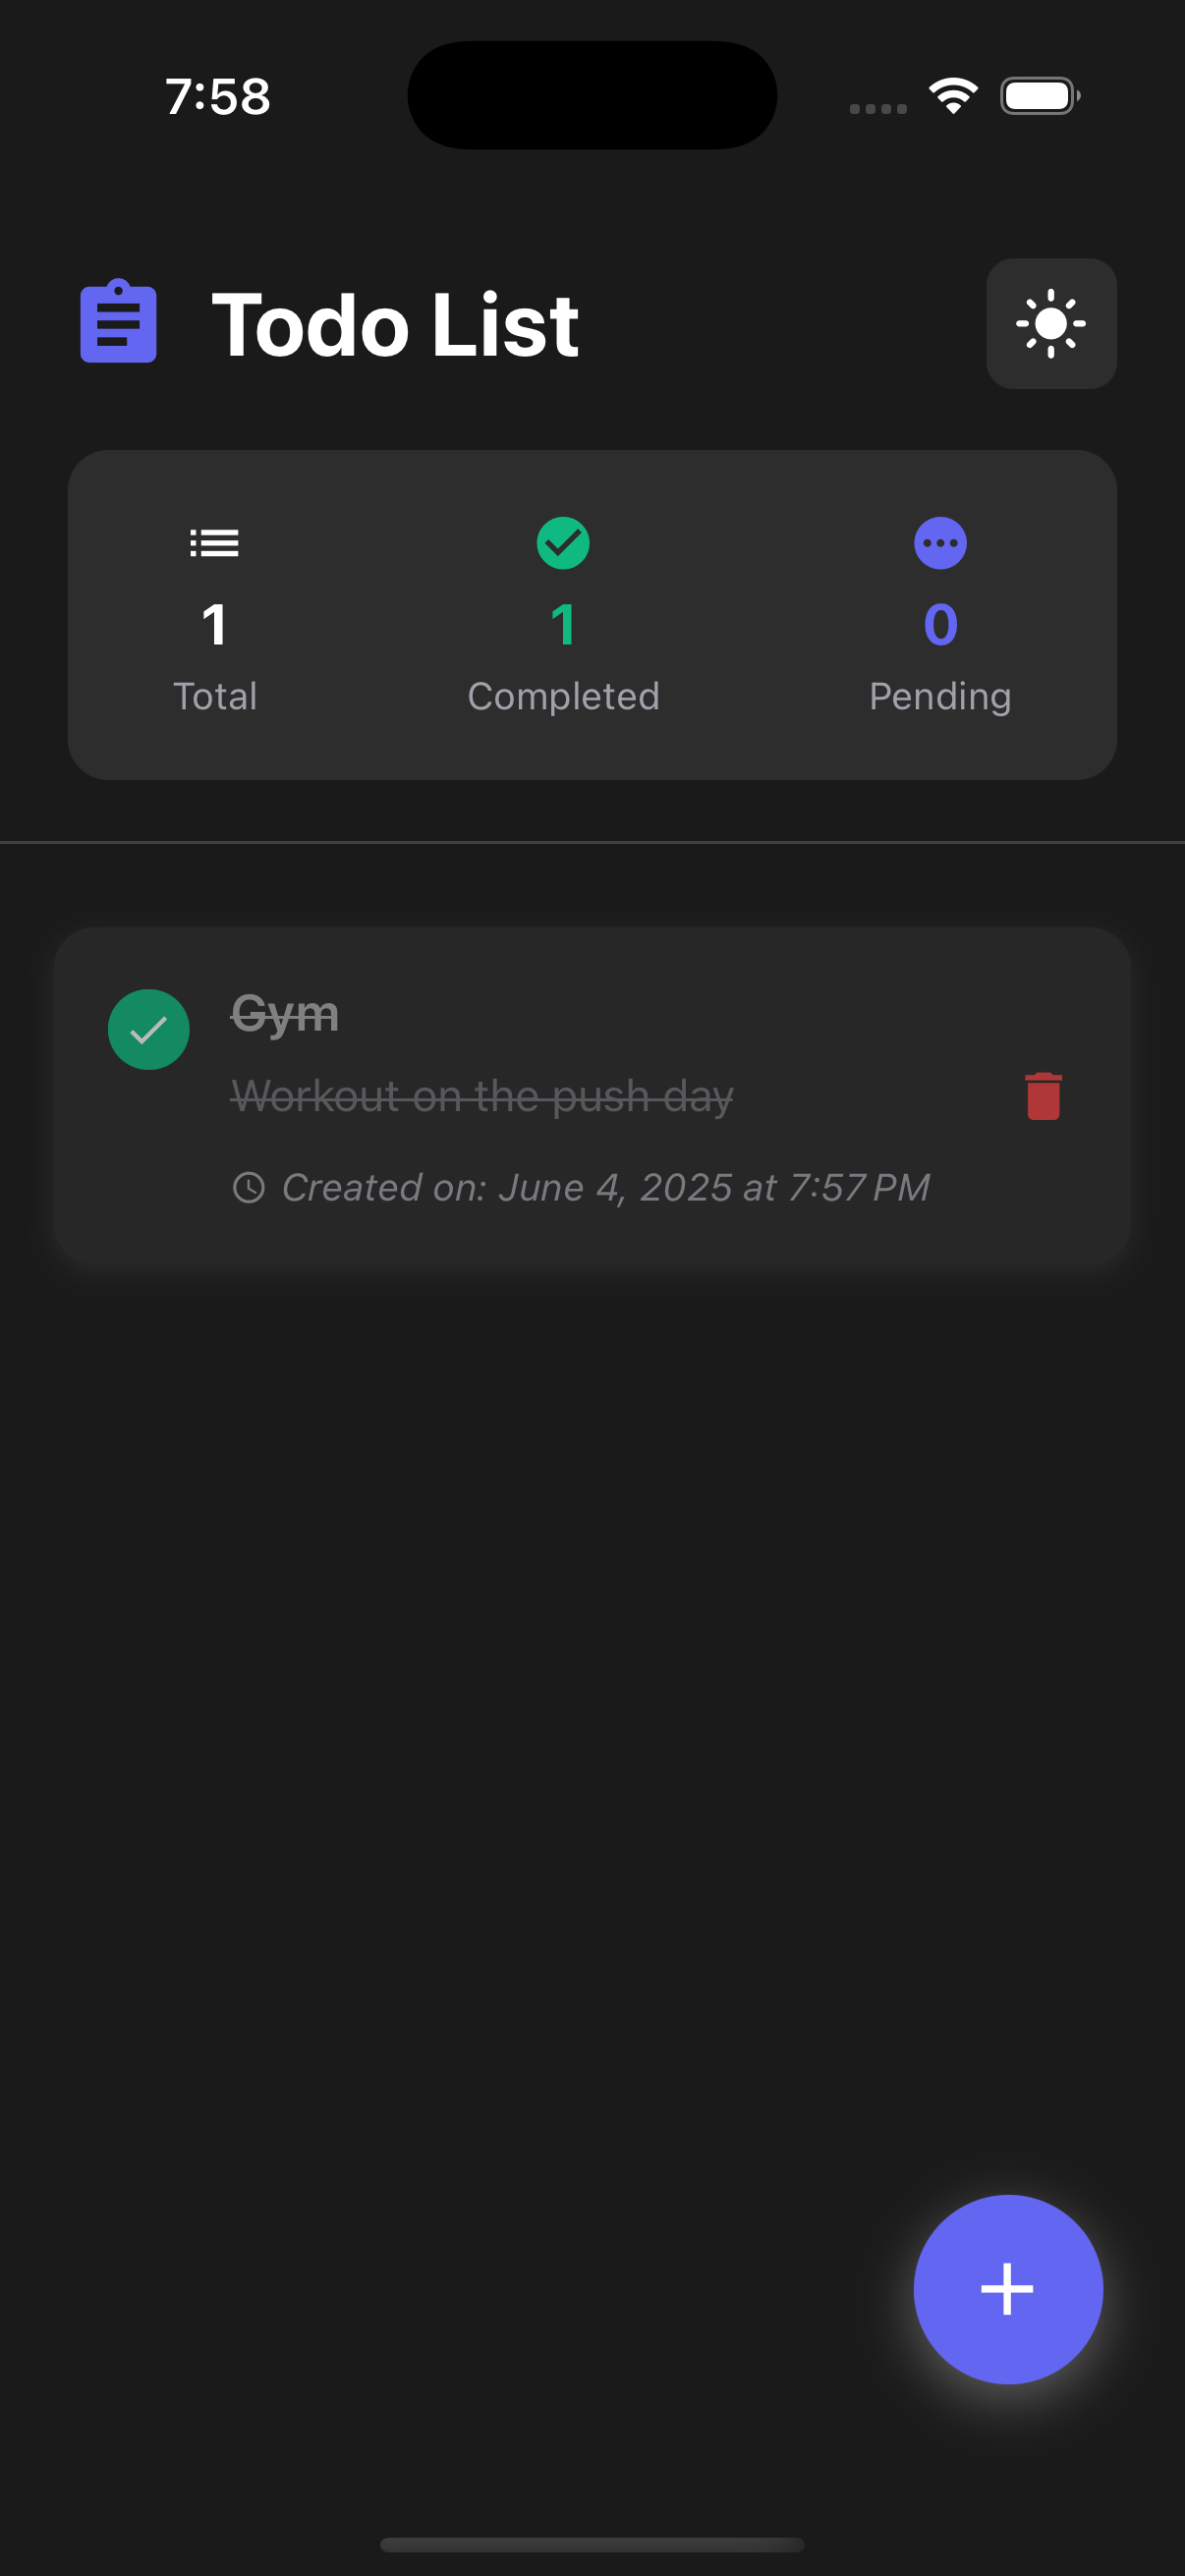 7:58
Todo List
1
1
0
Total
Completed
Pending
Gym
Workout on the push day
Created on: June 4, 2025 at 7:57 PM